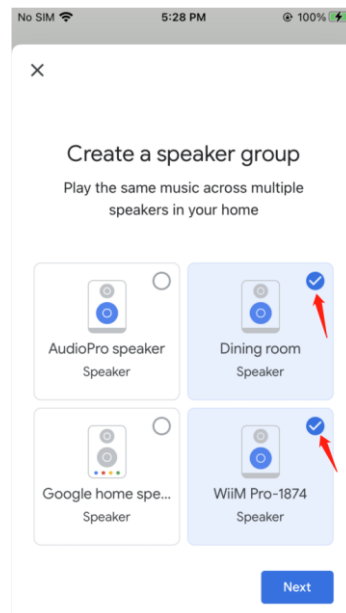 No SIM 5:28 PM 100%
Create a speaker group
Play the same music across multiple
speakers in your home
AudioPro speaker
Speaker
Dining room
Speaker
Google home spe...
Speaker
WiiM Pro-1874
Speaker
Next